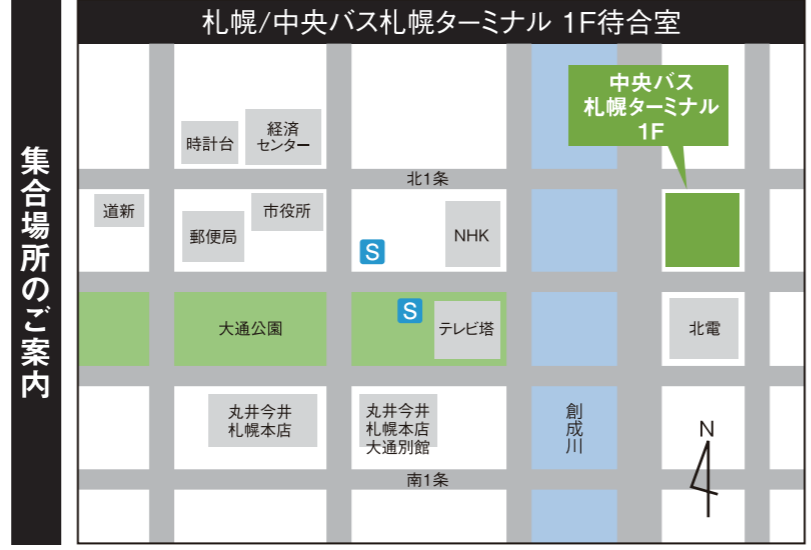 札幌/中央バス札幌ターミナル 1F待合室
集合場所のご案内
中央バス
札幌ターミナル
1F
時計台
経済
センター
北1条
道新
郵便局
市役所
S
NHK
大通公園
S
テレビ塔
北電
丸井今井
札幌本店
丸井今井
札幌本店
大通別館
創成川
N
南1条